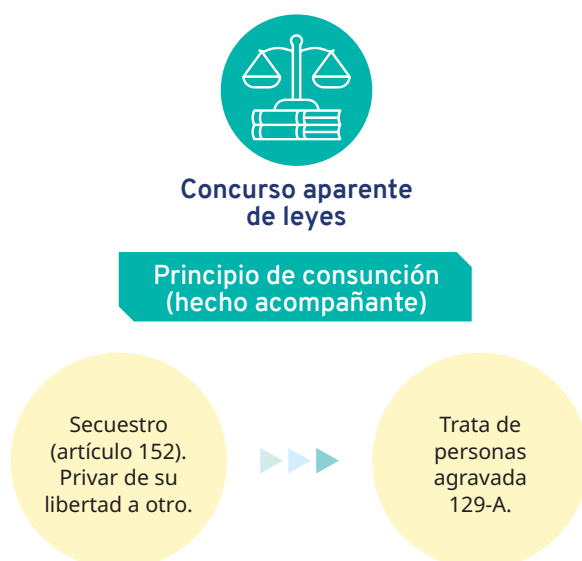 Concurso aparente
de leyes
Principio de consunción
(hecho acompañante)
Secuestro
(artículo 152).
Privar de su
libertad a otro.
Trata de
personas
agravada
129-A.